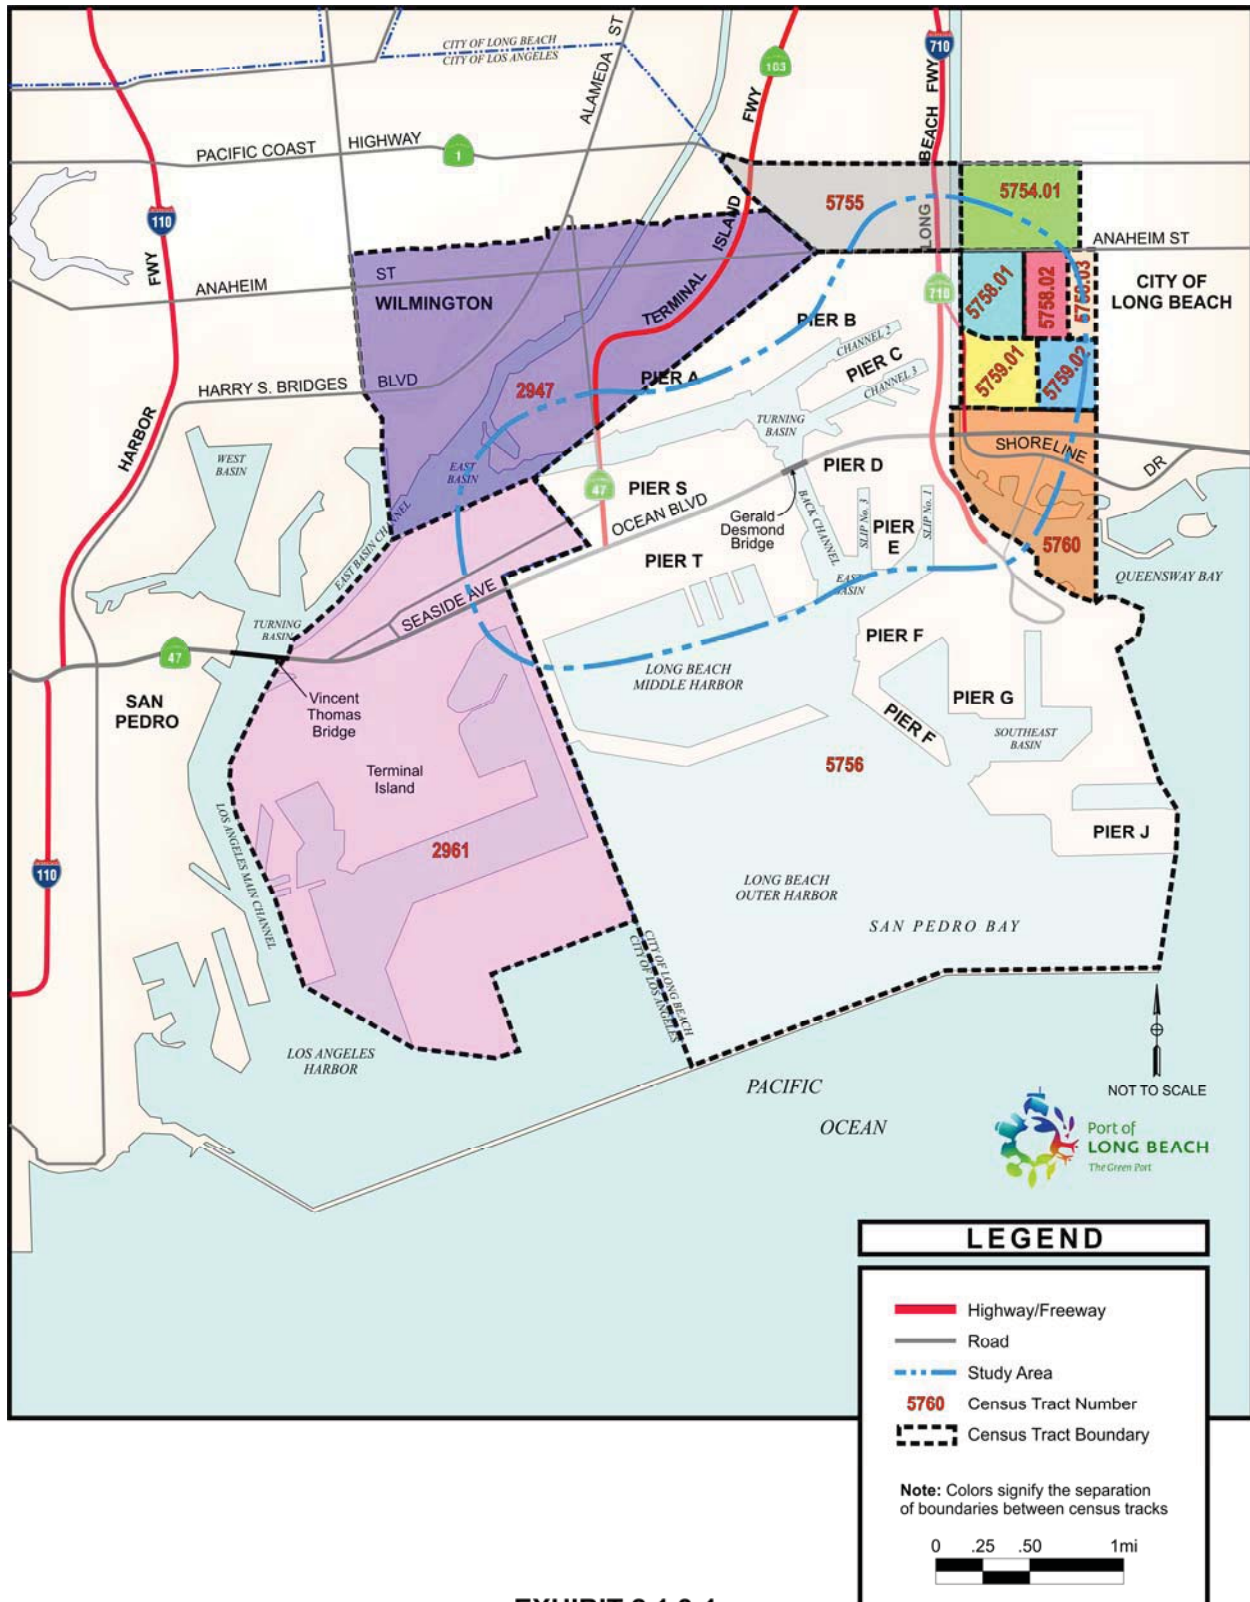 CITY OF LONG BEACH
CITY OF LOS ANGELES
ALAMEDA ST
103
FWY
710
BEACH FWY
PACIFIC COAST HIGHWAY
1
110
FWY
5755
5754.01
LONG
ANAHEIM ST
ANAHEIM ST
ISLAND
TERMINAL
WILMINGTON
710
5758.01
5758.02
CITY OF
LONG BEACH
PIER B
CHANNEL 2
PIER C
CHANNEL 3
PIER A
5759.01
5759.02
HARRY S. BRIDGES BLVD
2947
HARBOR
TURNING
BASIN
WEST
BASIN
EAST
BASIN
SHORELINE DR
PIER D
47
PIER S
OCEAN BLVD
Gerald
Desmond
Bridge
BACK CHANNEL
SLIP No. 3
PIER
E
SLIP No. 1
EAST BASIN CHANNEL
PIER T
5760
EAST
BASIN
QUEENSWAY BAY
SEASIDE AVE
TURNING
BASIN
47
PIER F
LONG BEACH
MIDDLE HARBOR
SAN
PEDRO
Vincent
Thomas
Bridge
PIER G
PIER F
SOUTHEAST
BASIN
5756
Terminal
Island
LOS ANGELES MAIN CHANNEL
PIER J
2961
110
LONG BEACH
OUTER HARBOR
SAN PEDRO BAY
CITY OF LONG BEACH
CITY OF LOS ANGELES
LOS ANGELES
HARBOR
PACIFIC
OCEAN
NOT TO SCALE
Port of
LONG BEACH
The Green Port
LEGEND
Highway/Freeway
Road
Study Area
5760 Census Tract Number
Census Tract Boundary
Note: Colors signify the separation
of boundaries between census tracks
0 .25 .50 1mi